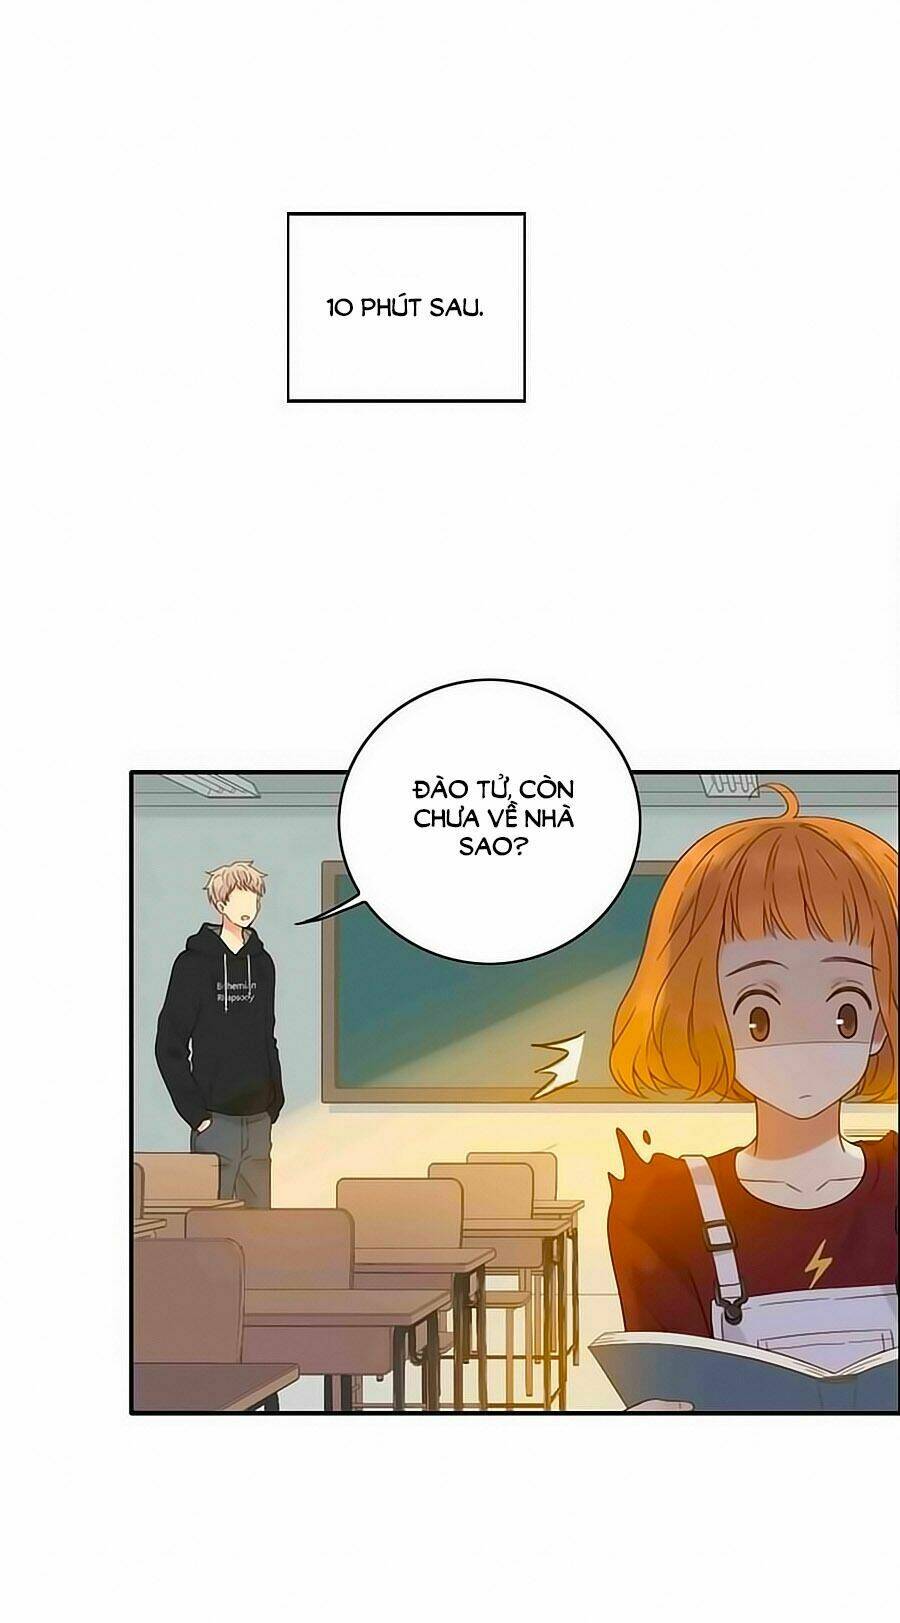 10 PHÚT SAU.
ĐÀO TỬ, CÒN
CHƯA VỀ NHÀ
SAO?
Bohemian
Rhapsody